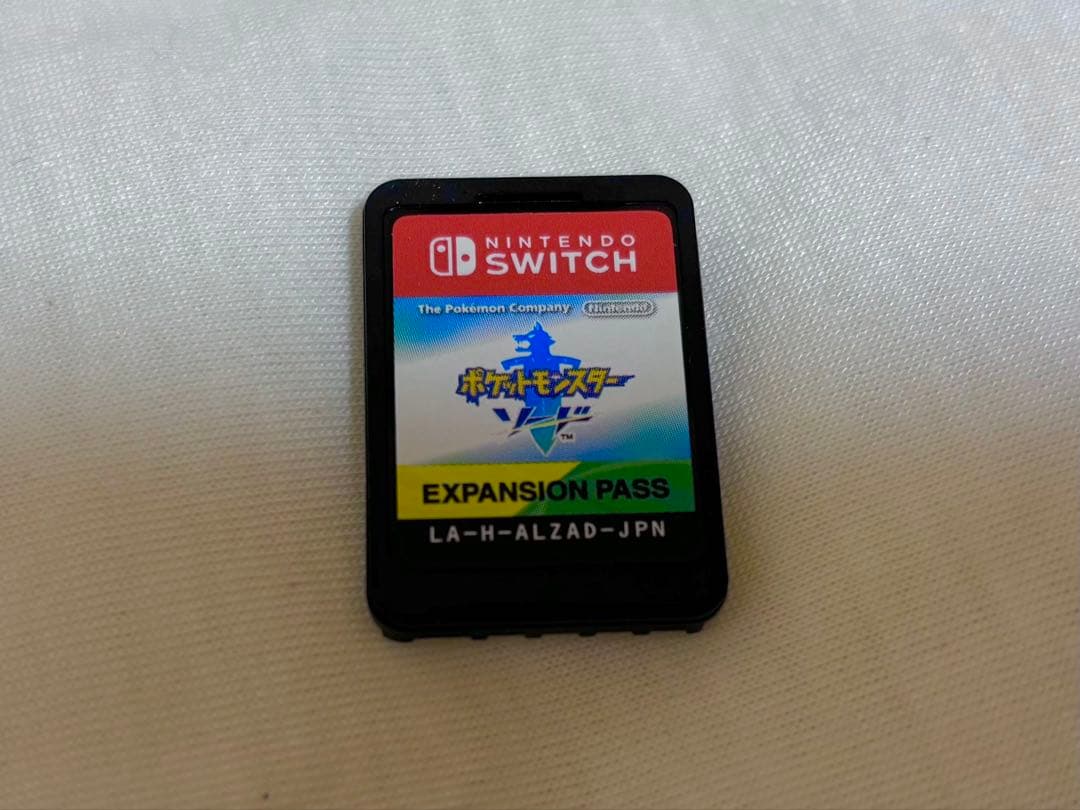 NINTENDO
SWITCH
The Pokémon Company Nintendo
ポケットモンスター
ソード TM
EXPANSION PASS
LA-H-ALZAD-JPN